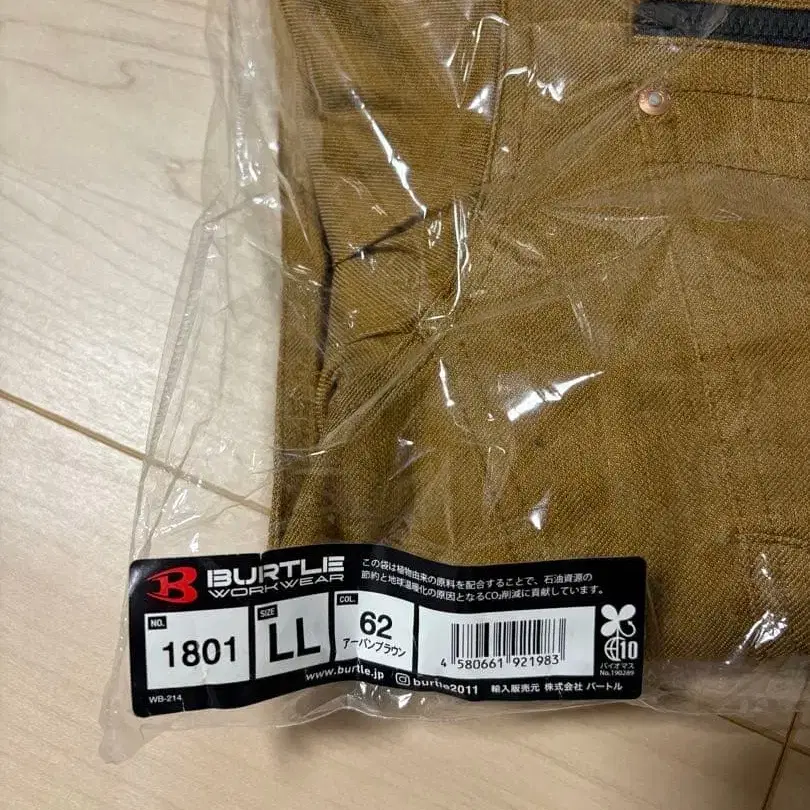 BURTLE
WORKWEAR
この袋は植物由来の原料を配合することで、石油資源の
節約と地球温暖化の原因となるCO₂削減に貢献しています。
NO.
1801
SIZE
LL
COL.
62
アーバンブラウン
4 580661 921983
10
バイオマス
No.190289
WB-214
www.burtle.jp / burtle2011 輸入販売元 株式会社 バートル